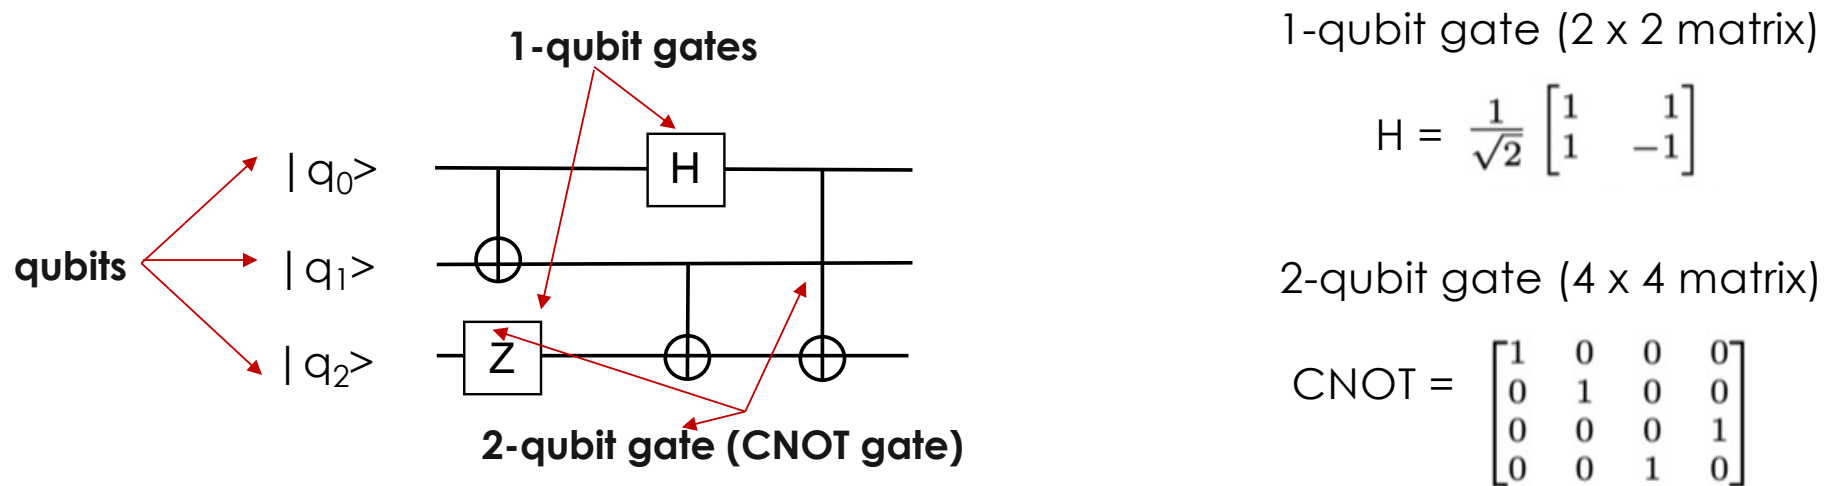 1-qubit gates
qubits
|q₀>
|q₁>
|q₂>
H
Z
2-qubit gate (CNOT gate)
1-qubit gate (2 x 2 matrix)
H = 1/√2 [1 1
1 −1]
2-qubit gate (4 x 4 matrix)
CNOT =
[1 0 0 0
0 1 0 0
0 0 0 1
0 0 1 0]